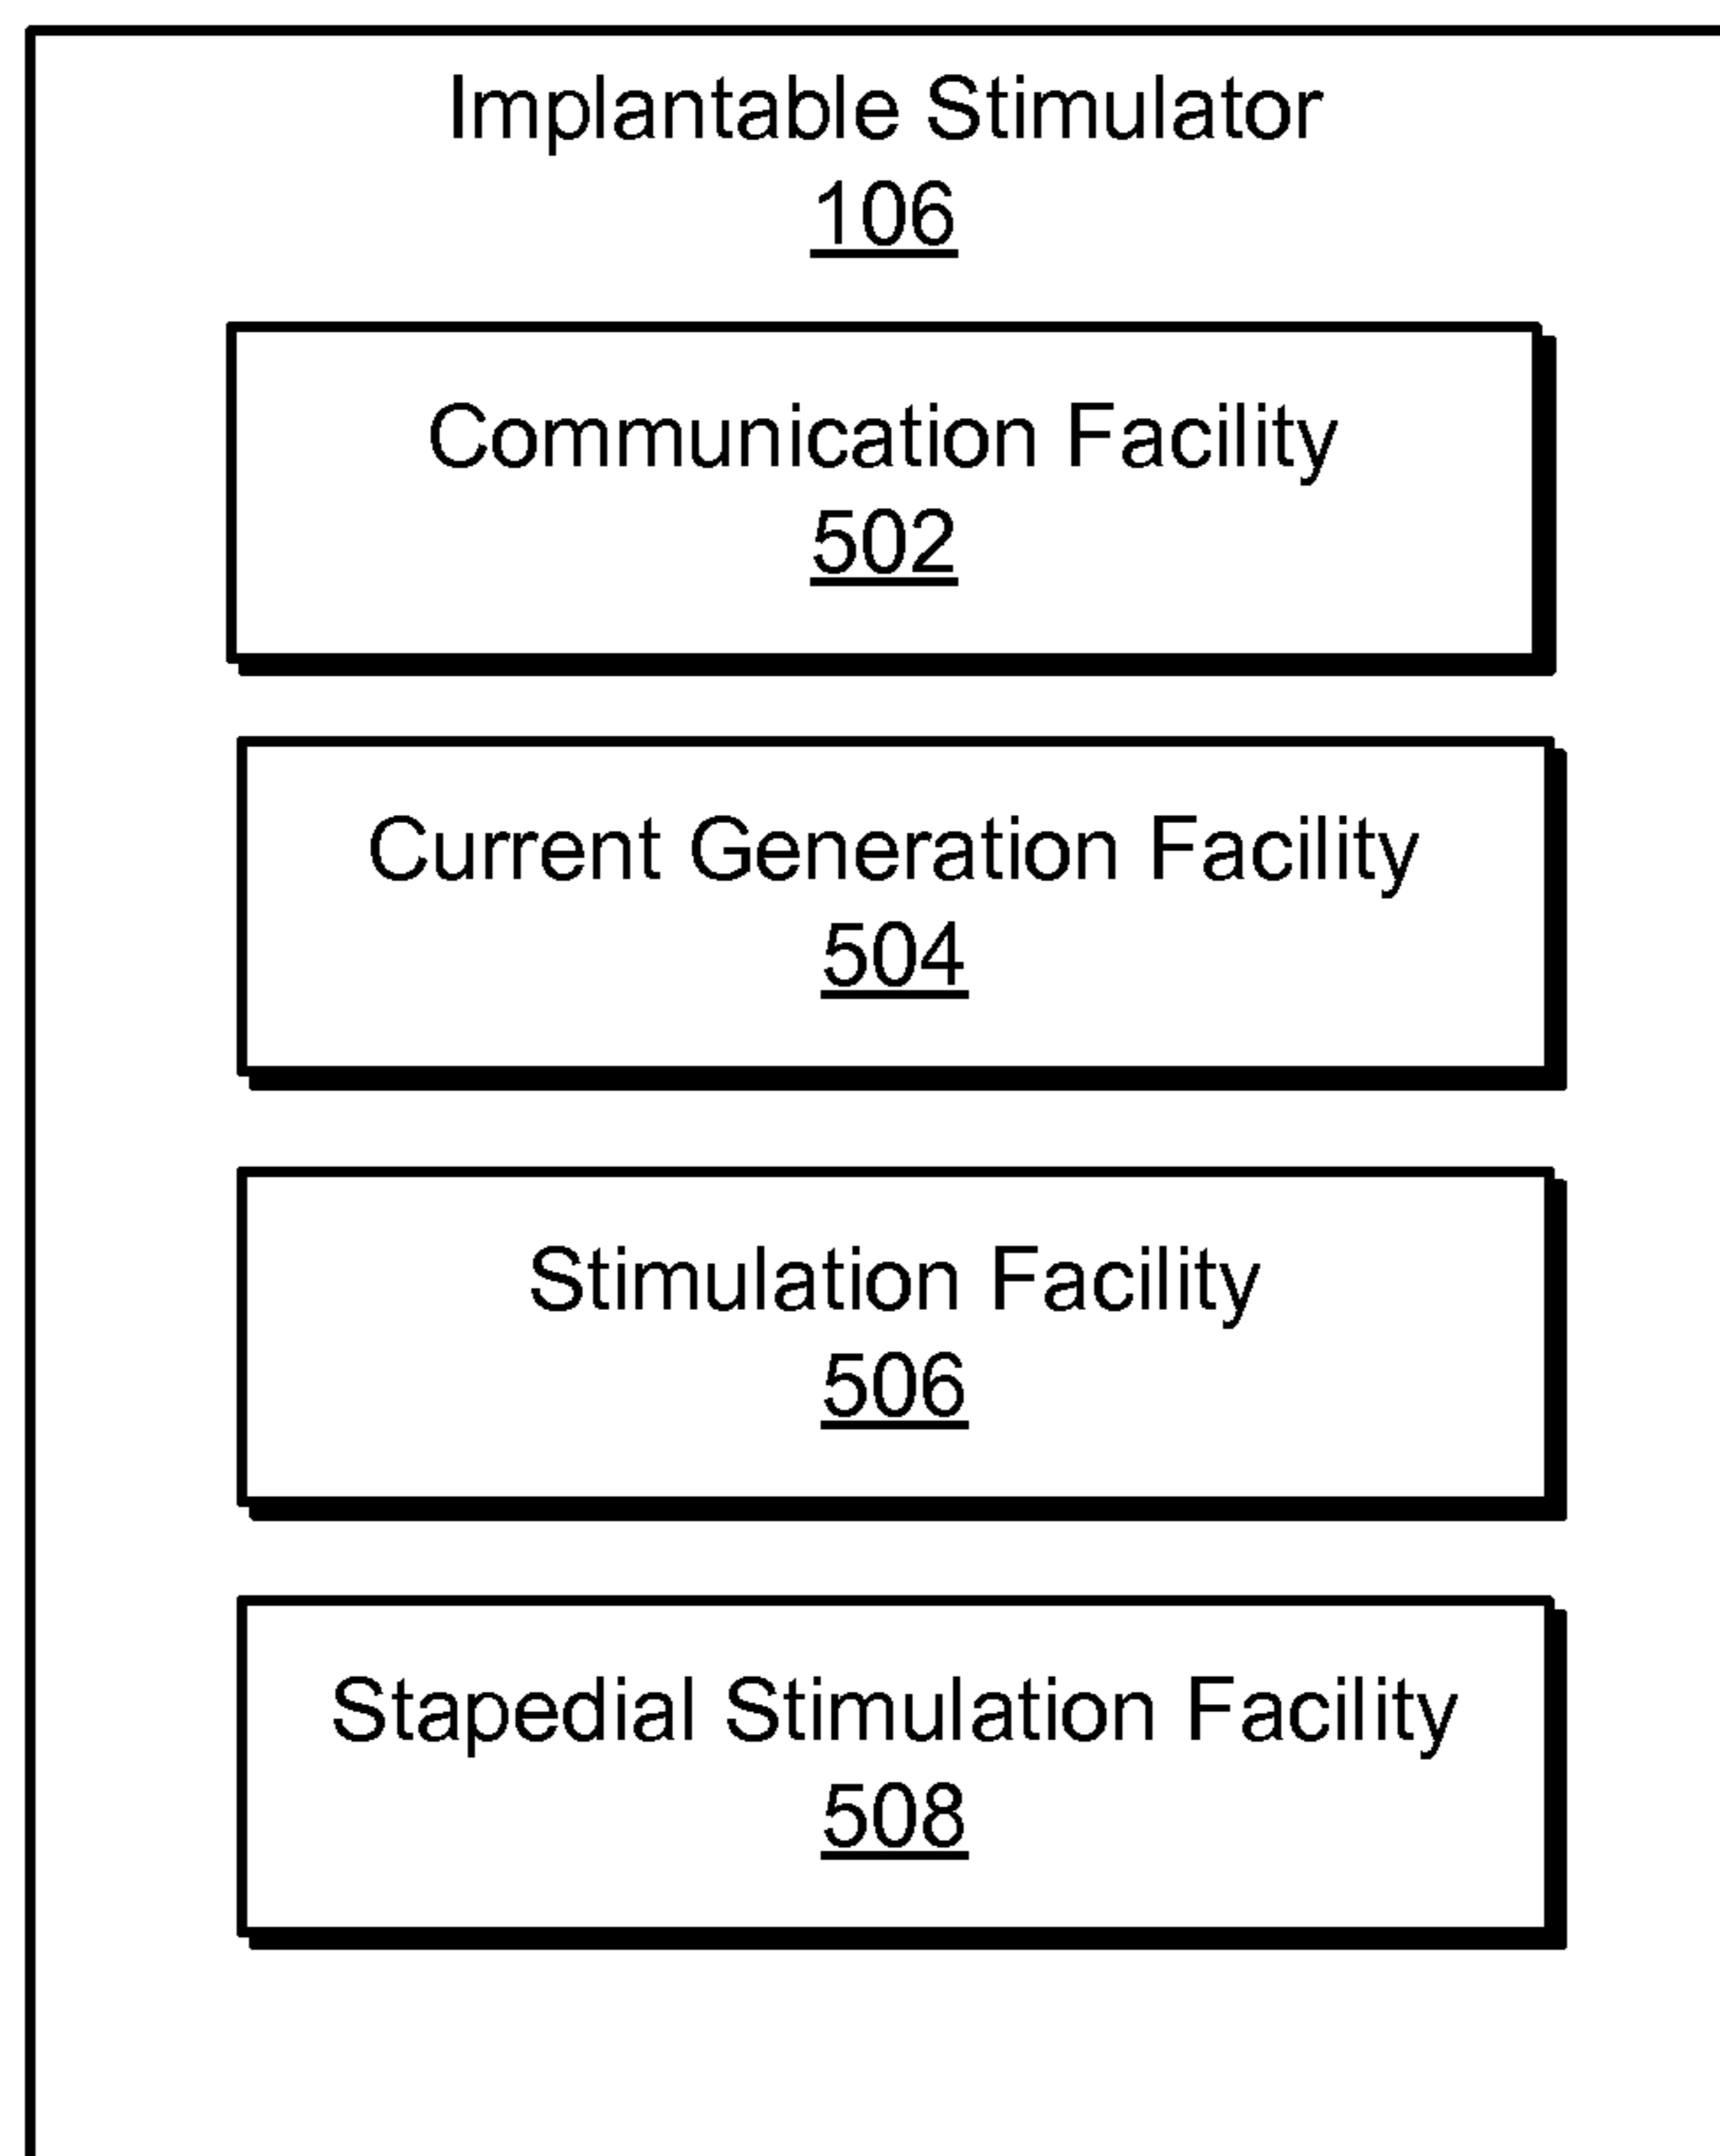 Implantable Stimulator
106
Communication Facility
502
Current Generation Facility
504
Stimulation Facility
506
Stapedial Stimulation Facility
508